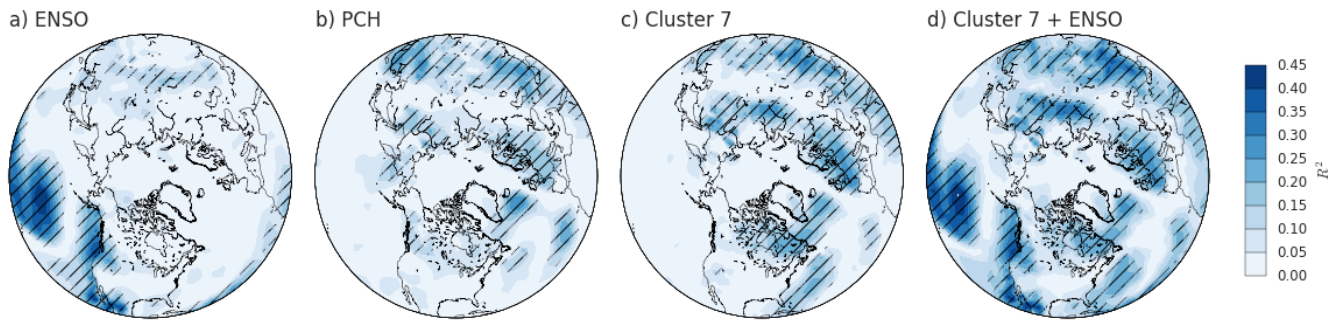 a) ENSO
b) PCH
c) Cluster 7
d) Cluster 7 + ENSO
0.45
0.40
0.35
0.30
0.25
0.20
0.15
0.10
0.05
0.00
R²